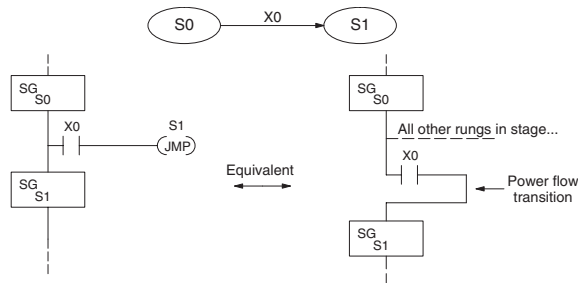 S0 X0 S1
SG
S0
X0
S1
JMP
SG
S1
Equivalent
SG
S0
All other rungs in stage...
X0
Power flow
transition
SG
S1